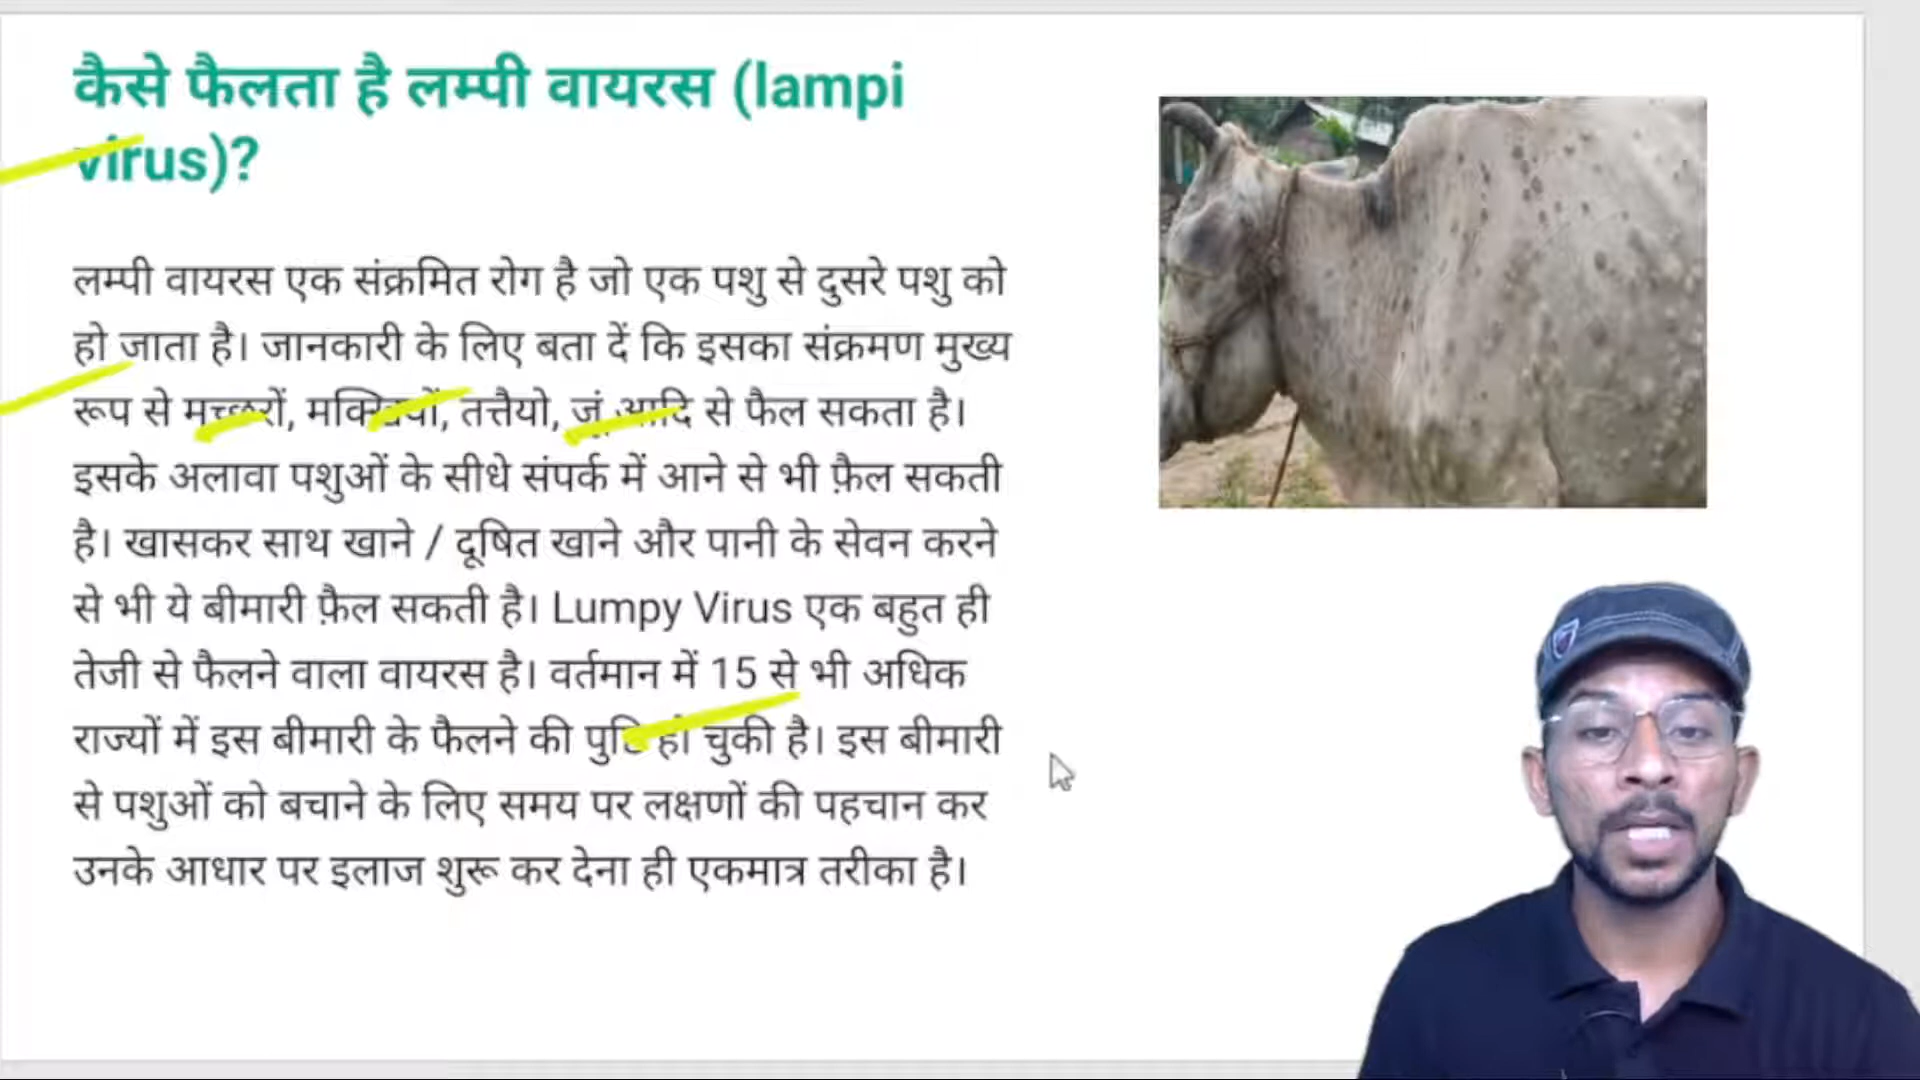 कैसे फैलता है लम्पी वायरस (lampi
virus)?
लम्पी वायरस एक संक्रमित रोग है जो एक पशु से दुसरे पशु को
हो जाता है। जानकारी के लिए बता दें कि इसका संक्रमण मुख्य
रूप से मच्छरों, मक्खियों, तत्तैयो, जूं आदि से फैल सकता है।
इसके अलावा पशुओं के सीधे संपर्क में आने से भी फ़ैल सकती
है। खासकर साथ खाने / दूषित खाने और पानी के सेवन करने
से भी ये बीमारी फ़ैल सकती है। Lumpy Virus एक बहुत ही
तेजी से फैलने वाला वायरस है। वर्तमान में 15 से भी अधिक
राज्यों में इस बीमारी के फैलने की पुष्टि हो चुकी है। इस बीमारी
से पशुओं को बचाने के लिए समय पर लक्षणों की पहचान कर
उनके आधार पर इलाज शुरू कर देना ही एकमात्र तरीका है।